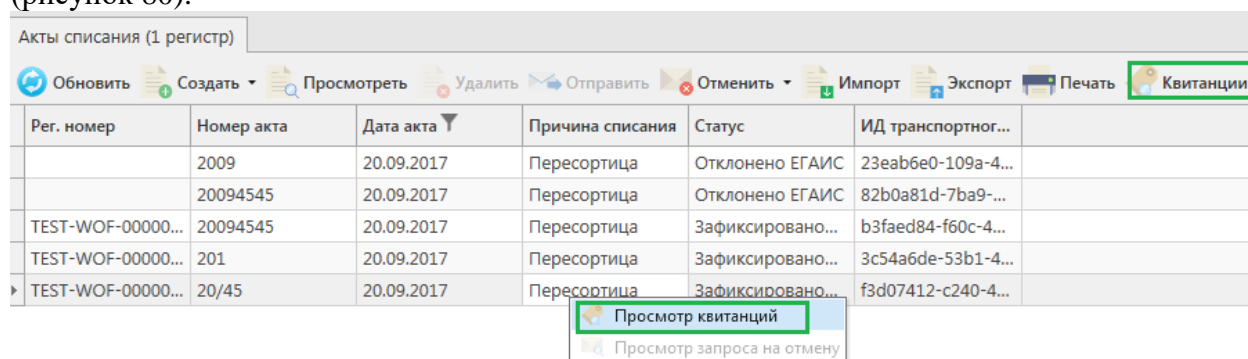 (рисунок 80).
Акты списания (1 регистр)
Обновить Создать Просмотреть Удалить Отправить Отменить Импорт Экспорт Печать Квитанции
Рег. номер Номер акта Дата акта Причина списания Статус ИД транспортног...
2009 20.09.2017 Пересортица Отклонено ЕГАИС 23eab6e0-109a-4...
20094545 20.09.2017 Пересортица Отклонено ЕГАИС 82b0a81d-7ba9-...
TEST-WOF-00000... 20094545 20.09.2017 Пересортица Зафиксировано... b3faed84-f60c-4...
TEST-WOF-00000... 201 20.09.2017 Пересортица Зафиксировано... 3c54a6de-53b1-4...
TEST-WOF-00000... 20/45 20.09.2017 Пересортица Зафиксировано... f3d07412-c240-4...
Просмотр квитанций
Просмотр запроса на отмену